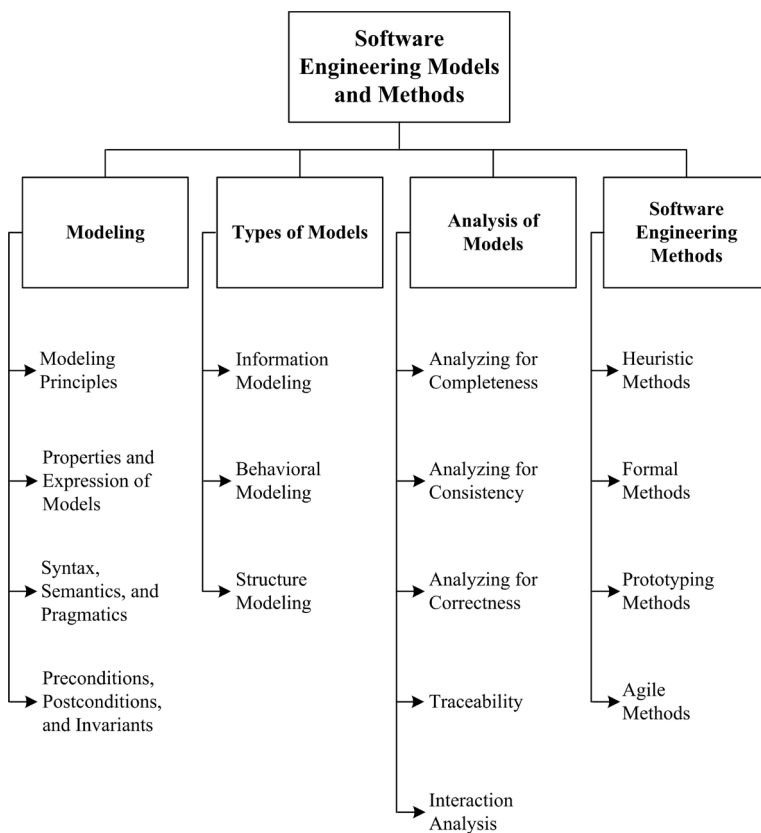 Software
Engineering Models
and Methods
Modeling
Modeling
Principles
Properties and
Expression of
Models
Syntax,
Semantics, and
Pragmatics
Preconditions,
Postconditions,
and Invariants
Types of Models
Information
Modeling
Behavioral
Modeling
Structure
Modeling
Analysis of
Models
Analyzing for
Completeness
Analyzing for
Consistency
Analyzing for
Correctness
Traceability
Interaction
Analysis
Software
Engineering
Methods
Heuristic
Methods
Formal
Methods
Prototyping
Methods
Agile
Methods